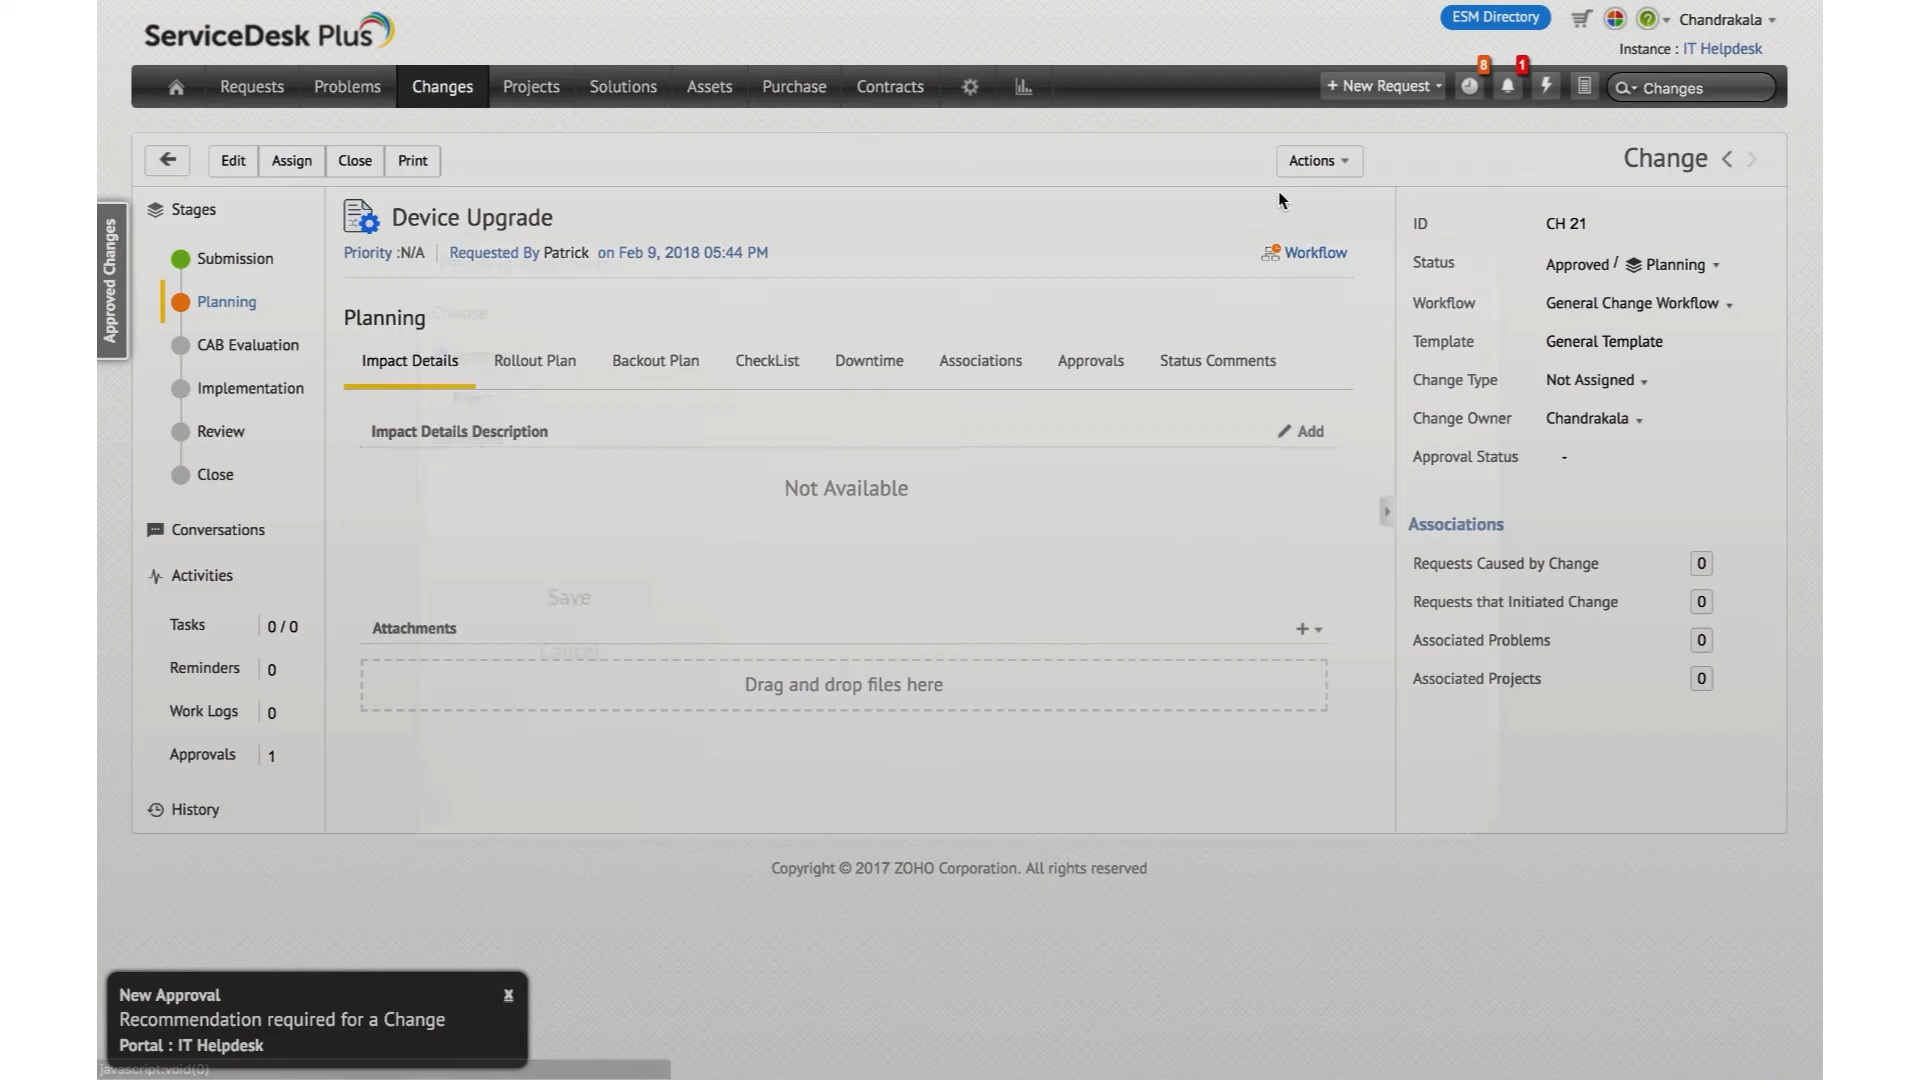 ServiceDesk Plus
ESM Directory
Chandrakala
Instance : IT Helpdesk
Requests
Problems
Changes
Projects
Solutions
Assets
Purchase
Contracts
+ New Request
8
1
Changes
Edit
Assign
Close
Print
Actions
Change
Approved Changes
Stages
Submission
Planning
CAB Evaluation
Implementation
Review
Close
Conversations
Activities
Tasks 0 / 0
Reminders 0
Work Logs 0
Approvals 1
History
Device Upgrade
Priority :N/A
Requested By Patrick on Feb 9, 2018 05:44 PM
Workflow
Planning
Choose
Impact Details
Rollout Plan
Backout Plan
CheckList
Downtime
Associations
Approvals
Status Comments
Reject
Impact Details Description
Add
Not Available
Save
Attachments
Cancel
Drag and drop files here
ID CH 21
Status Approved / Planning
Workflow General Change Workflow
Template General Template
Change Type Not Assigned
Change Owner Chandrakala
Approval Status -
Associations
Requests Caused by Change 0
Requests that Initiated Change 0
Associated Problems 0
Associated Projects 0
Copyright © 2017 ZOHO Corporation. All rights reserved
New Approval x
Recommendation required for a Change
Portal : IT Helpdesk
javascript:void(0)